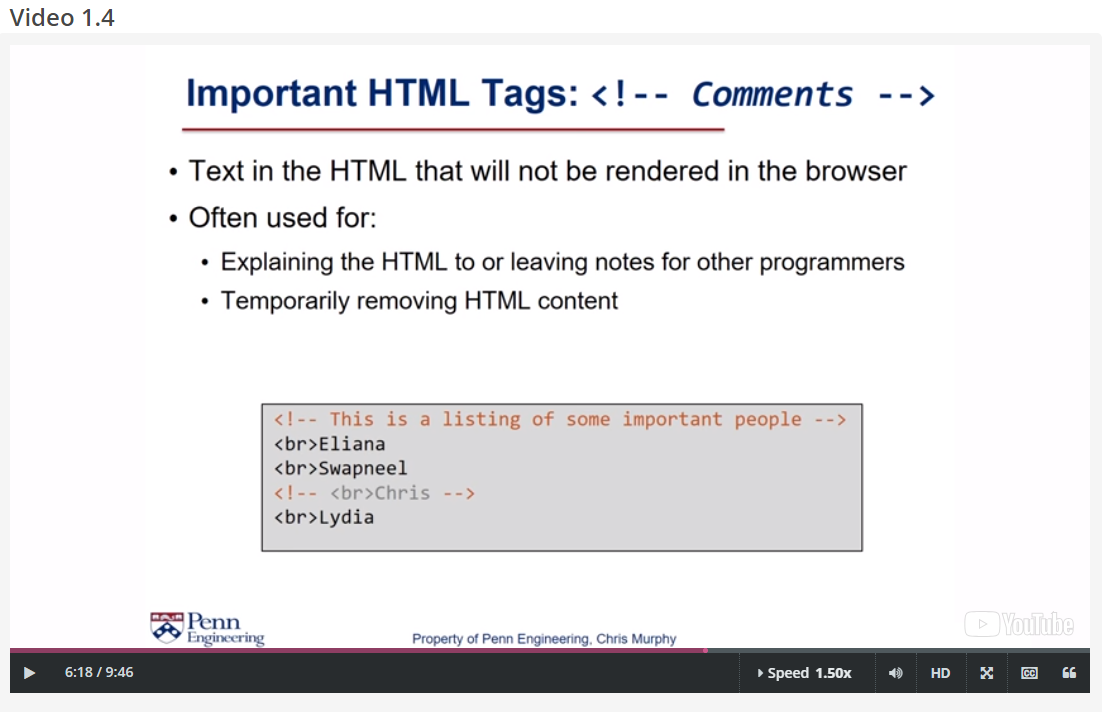 Video 1.4
Important HTML Tags: <!-- Comments -->
• Text in the HTML that will not be rendered in the browser
• Often used for:
• Explaining the HTML to or leaving notes for other programmers
• Temporarily removing HTML content
<!-- This is a listing of some important people -->
<br>Eliana
<br>Swapneel
<!-- <br>Chris -->
<br>Lydia
Penn
Engineering
Property of Penn Engineering, Chris Murphy
YouTube
6:18 / 9:46
Speed 1.50x
HD
CC